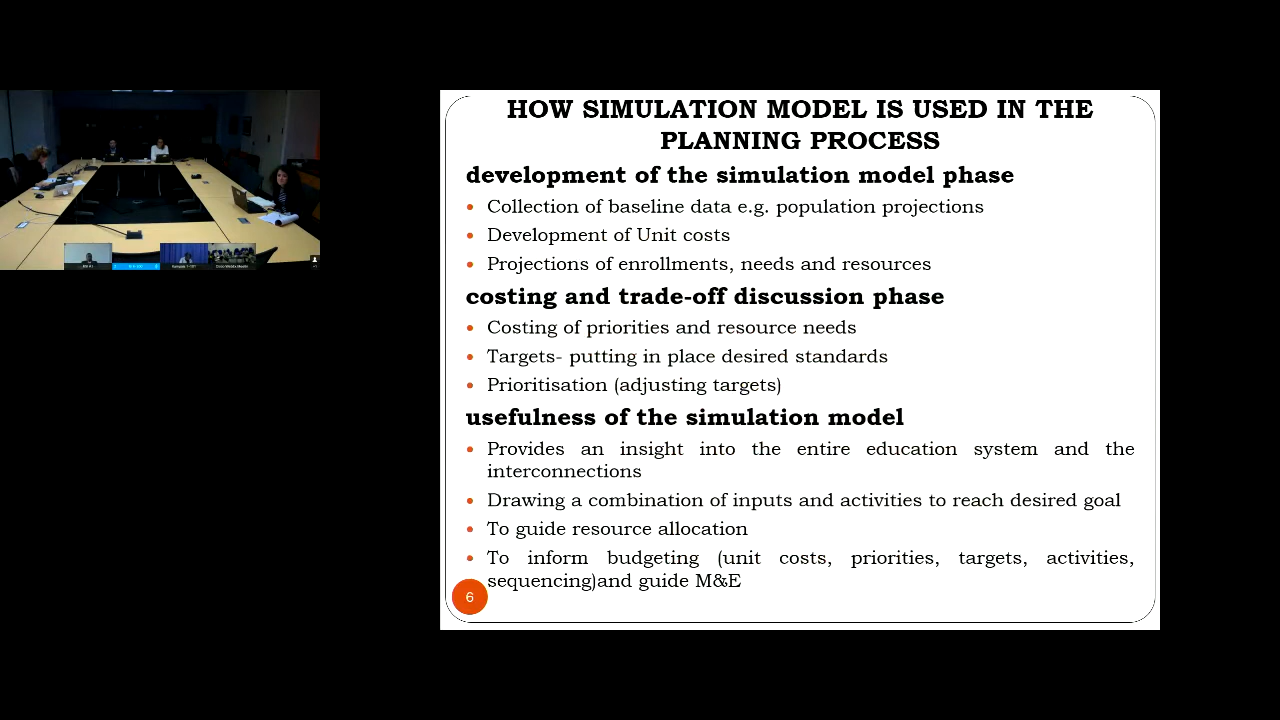 HOW SIMULATION MODEL IS USED IN THE
PLANNING PROCESS
development of the simulation model phase
• Collection of baseline data e.g. population projections
• Development of Unit costs
• Projections of enrollments, needs and resources
costing and trade-off discussion phase
• Costing of priorities and resource needs
• Targets- putting in place desired standards
• Prioritisation (adjusting targets)
usefulness of the simulation model
• Provides an insight into the entire education system and the
interconnections
• Drawing a combination of inputs and activities to reach desired goal
• To guide resource allocation
• To inform budgeting (unit costs, priorities, targets, activities,
sequencing)and guide M&E
6